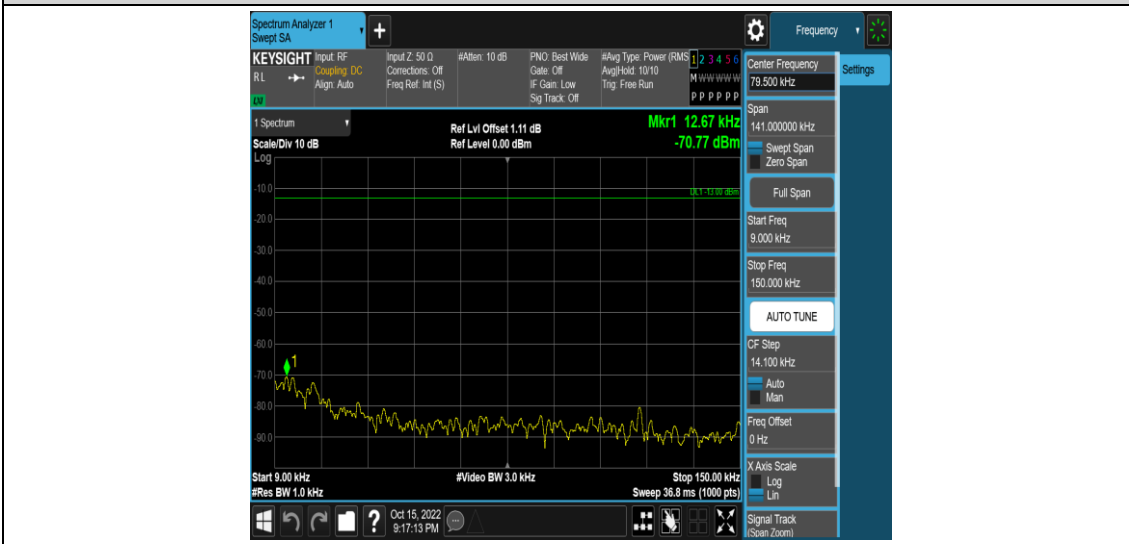 Spectrum Analyzer 1
Swept SA
+
Frequency
KEYSIGHT
RL
LXI
Input: RF
Coupling: DC
Align: Auto
Input Z: 50 Ω
Corrections: Off
Freq Ref: Int (S)
#Atten: 10 dB
PNO: Best Wide
Gate: Off
IF Gain: Low
Sig Track: Off
#Avg Type: Power (RMS
Avg|Hold: 10/10
Trig: Free Run
1 2 3 4 5 6
M W W W W W
P P P P P P
1 Spectrum
Scale/Div 10 dB
Log
Ref Lvl Offset 1.11 dB
Ref Level 0.00 dBm
Mkr1 12.67 kHz
-70.77 dBm
DL1 -13.00 dBm
-10.0
-20.0
-30.0
-40.0
-50.0
-60.0
-70.0
-80.0
-90.0
1
Start 9.00 kHz
#Res BW 1.0 kHz
#Video BW 3.0 kHz
Stop 150.00 kHz
Sweep 36.8 ms (1000 pts)
?
Oct 15, 2022
9:17:13 PM
Center Frequency
79.500 kHz
Settings
Span
141.000000 kHz
Swept Span
Zero Span
Full Span
Start Freq
9.000 kHz
Stop Freq
150.000 kHz
AUTO TUNE
CF Step
14.100 kHz
Auto
Man
Freq Offset
0 Hz
X Axis Scale
Log
Lin
Signal Track
(Span Zoom)